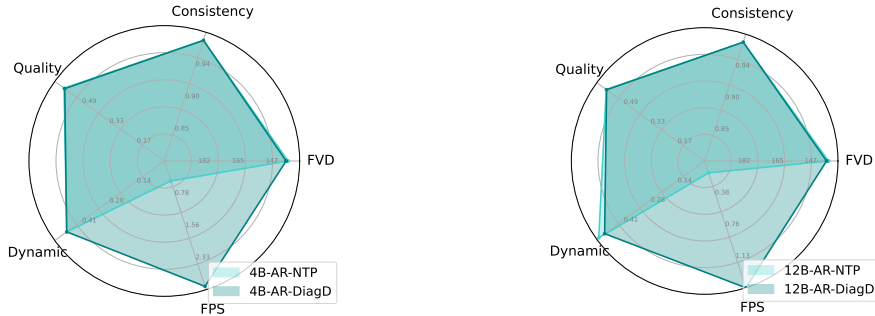 Consistency
Quality
FVD
Dynamic
FPS
0.94
0.90
0.85
0.49
0.33
0.17
182
165
147
0.14
0.28
0.41
0.78
1.56
2.33
4B-AR-NTP
4B-AR-DiagD
Consistency
Quality
FVD
Dynamic
FPS
0.94
0.90
0.85
0.49
0.33
0.17
182
165
147
0.14
0.28
0.41
0.38
0.76
1.13
12B-AR-NTP
12B-AR-DiagD